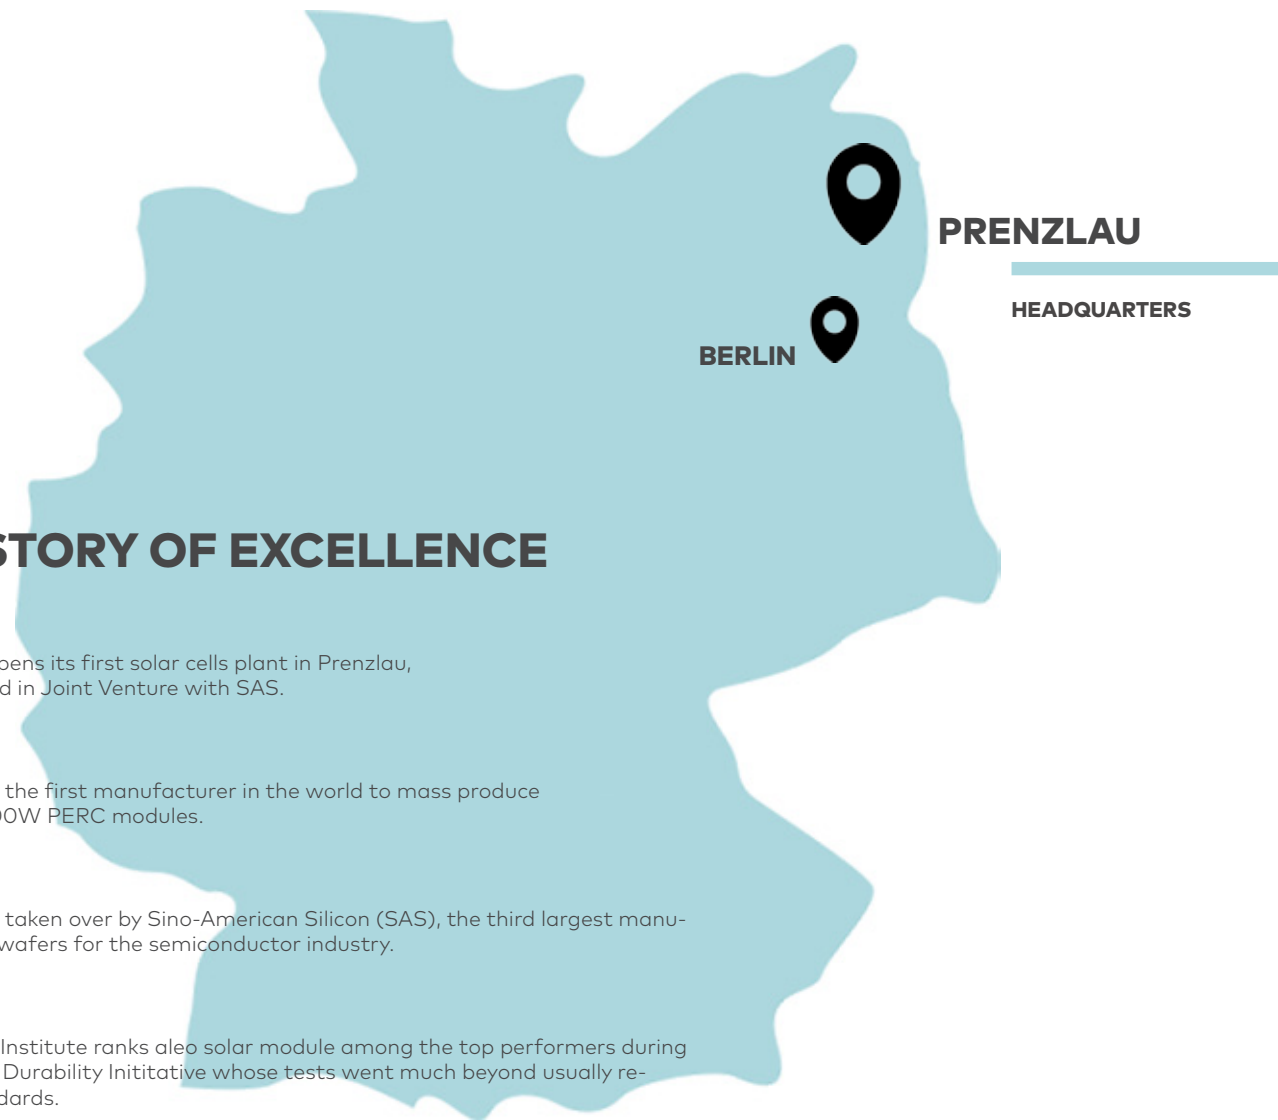 PRENZLAU
HEADQUARTERS
BERLIN
STORY OF EXCELLENCE
pens its first solar cells plant in Prenzlau,
d in Joint Venture with SAS.
the first manufacturer in the world to mass produce
00W PERC modules.
taken over by Sino-American Silicon (SAS), the third largest manu-
wafers for the semiconductor industry.
Institute ranks aleo solar module among the top performers during
Durability Inititative whose tests went much beyond usually re-
dards.